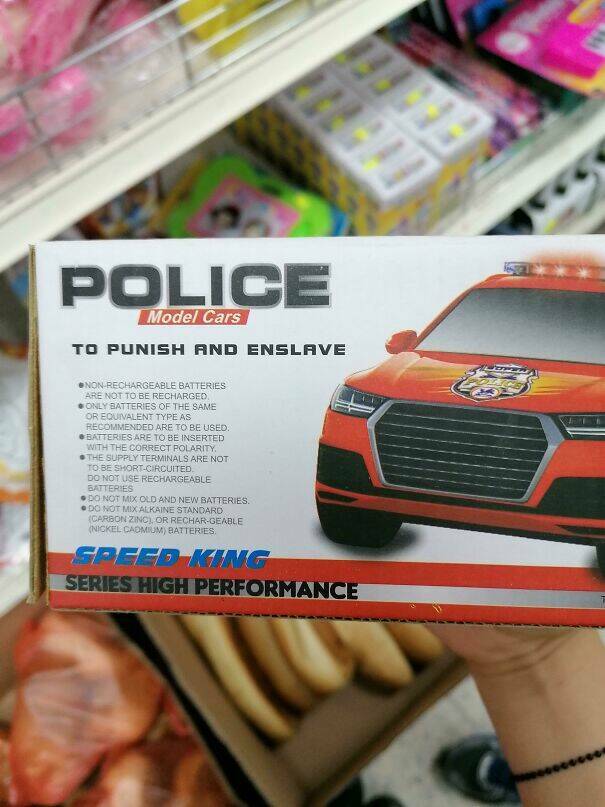 POLICE
Model Cars
TO PUNISH AND ENSLAVE
●NON-RECHARGEABLE BATTERIES
ARE NOT TO BE RECHARGED.
●ONLY BATTERIES OF THE SAME
OR EQUIVALENT TYPE AS
RECOMMENDED ARE TO BE USED.
●BATTERIES ARE TO BE INSERTED
WITH THE CORRECT POLARITY.
●THE SUPPLY TERMINALS ARE NOT
TO BE SHORT-CIRCUITED.
DO NOT USE RECHARGEABLE
BATTERIES
●DO NOT MIX OLD AND NEW BATTERIES.
●DO NOT MIX ALKAINE STANDARD
(CARBON ZINC), OR RECHAR-GEABLE
(NICKEL CADMIUM) BATTERIES.
SPEED KING
SERIES HIGH PERFORMANCE
POLICE